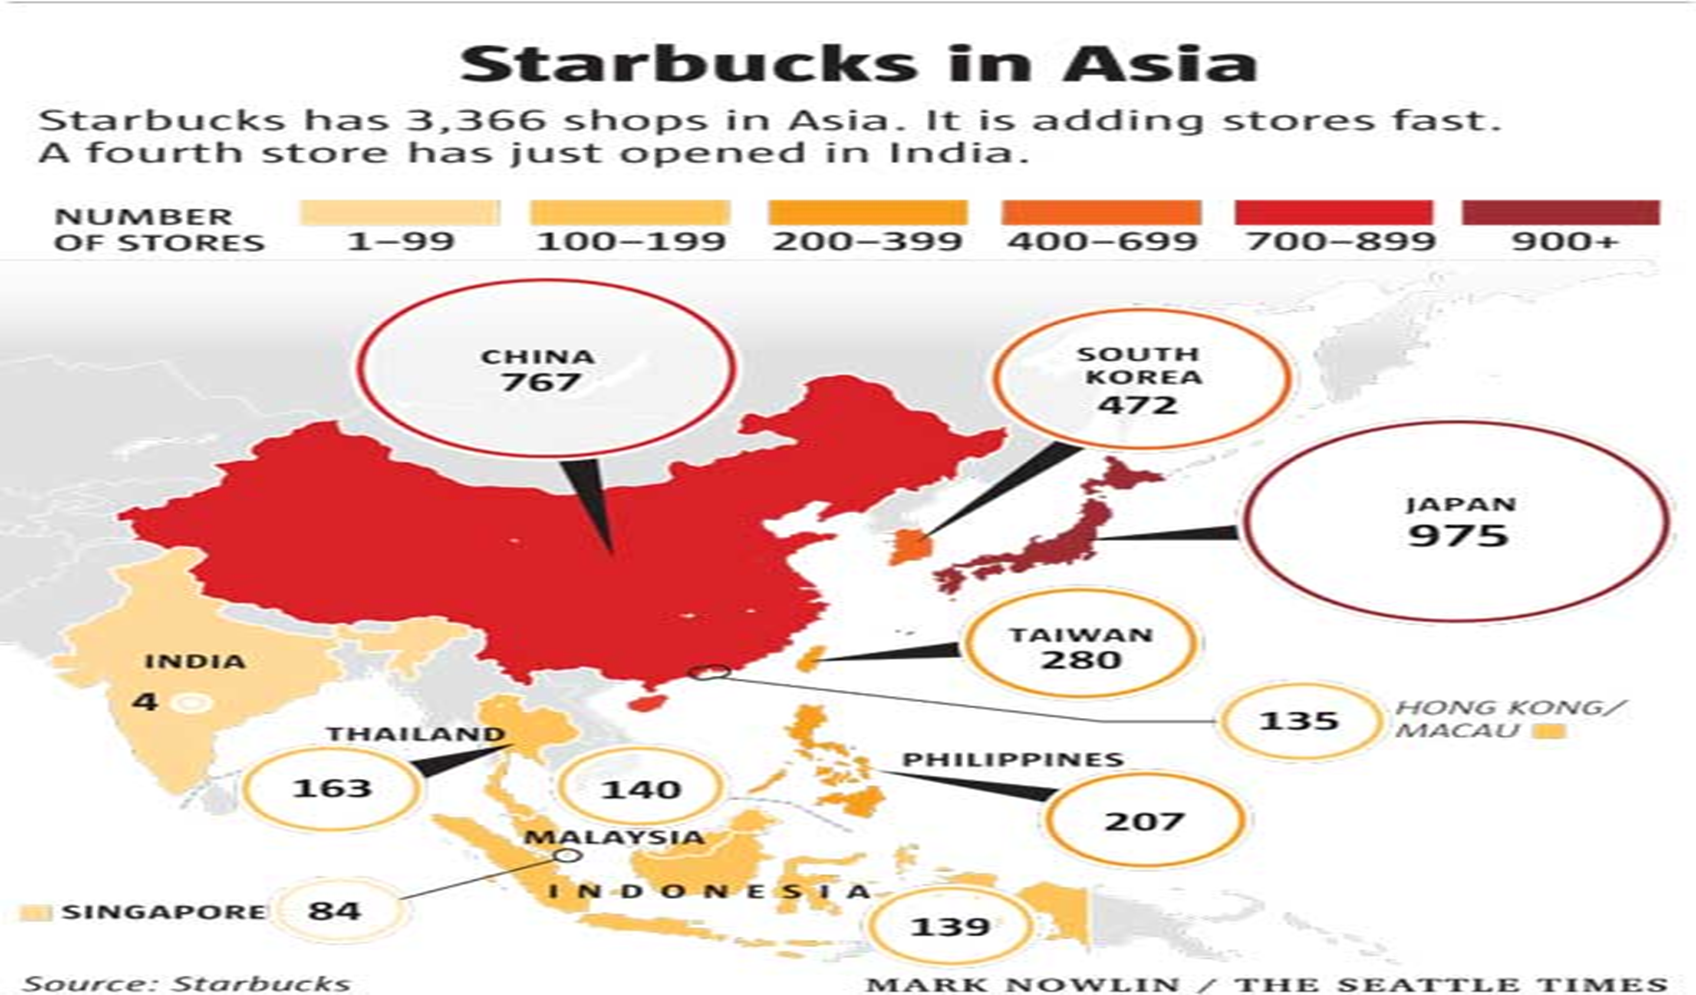 Starbucks in Asia
Starbucks has 3,366 shops in Asia. It is adding stores fast.
A fourth store has just opened in India.
NUMBER
OF STORES
1–99
100–199
200–399
400–699
700–899
900+
CHINA
767
SOUTH
KOREA
472
JAPAN
975
TAIWAN
280
INDIA
4
135
HONG KONG/
MACAU
THAILAND
163
140
MALAYSIA
PHILIPPINES
207
INDONESIA
139
SINGAPORE
84
Source: Starbucks
MARK NOWLIN / THE SEATTLE TIMES